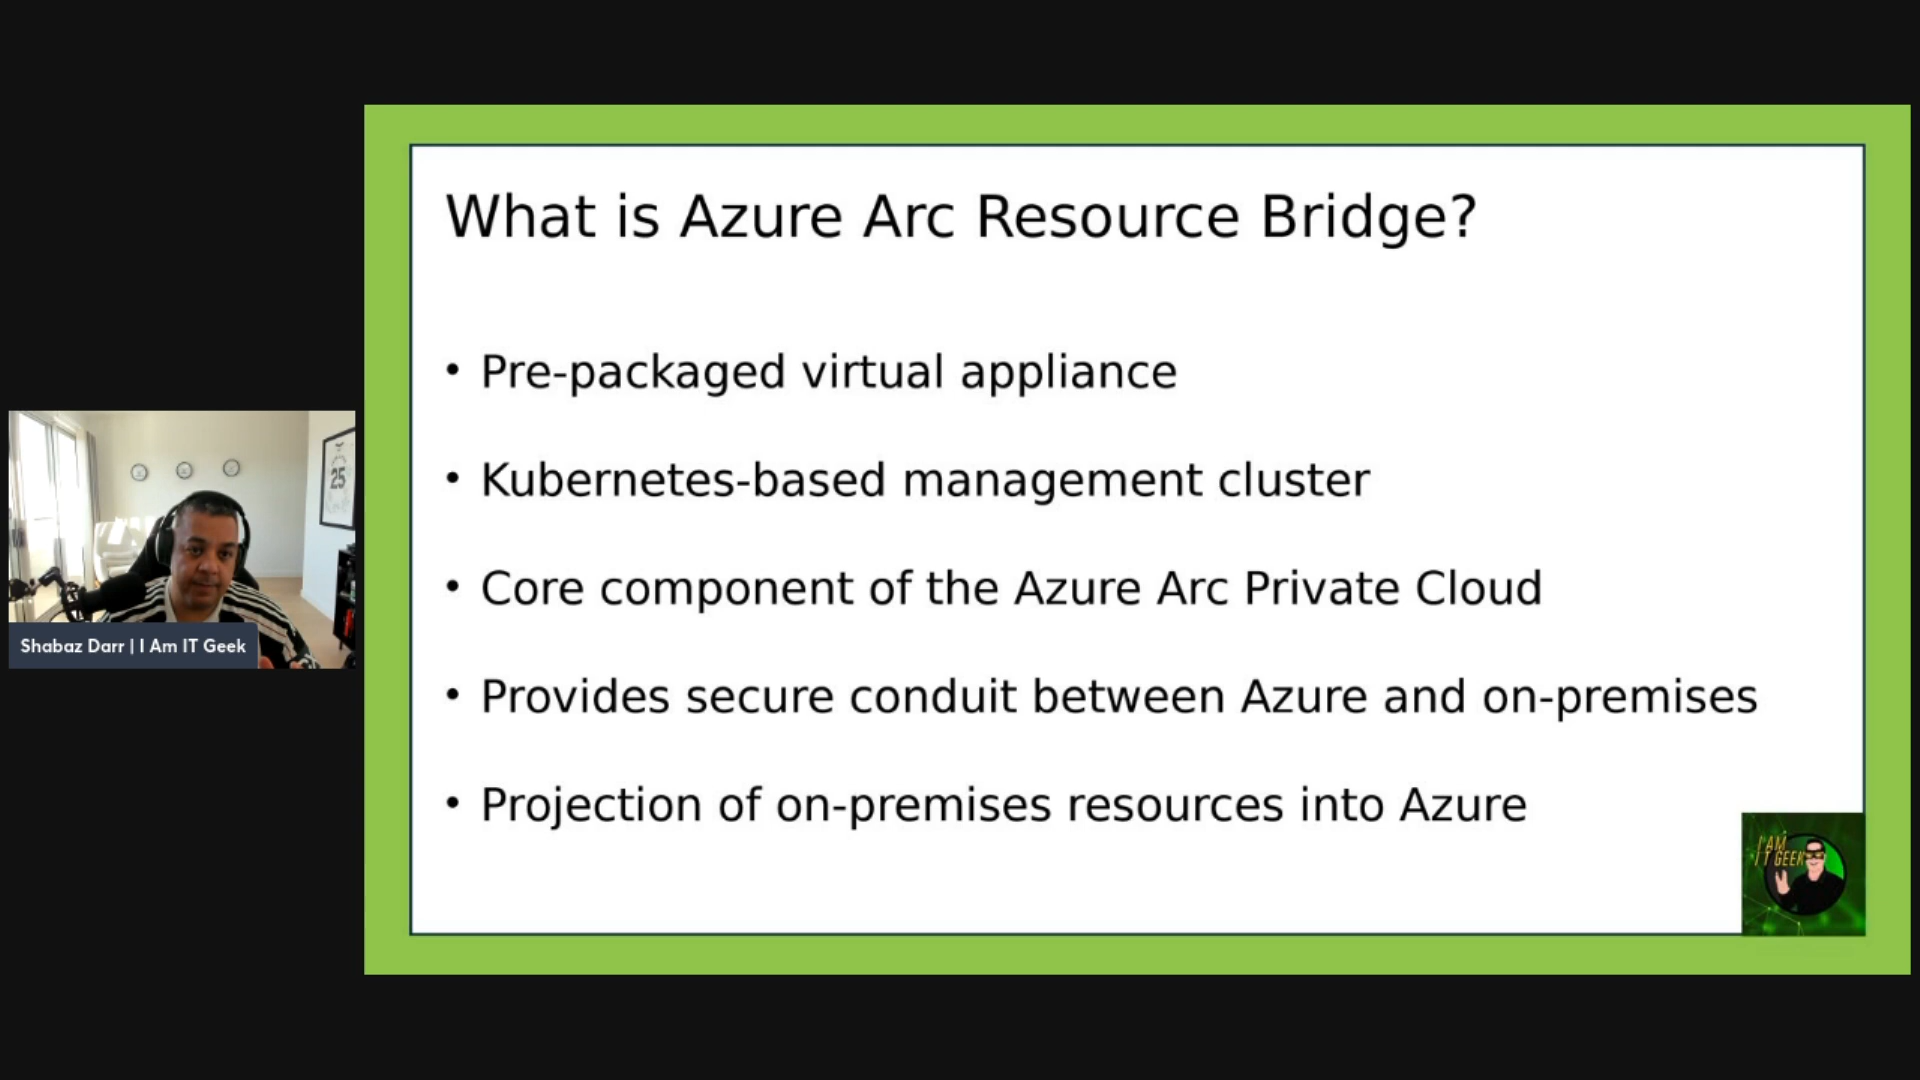 What is Azure Arc Resource Bridge?
• Pre-packaged virtual appliance
• Kubernetes-based management cluster
• Core component of the Azure Arc Private Cloud
• Provides secure conduit between Azure and on-premises
• Projection of on-premises resources into Azure
25
Shabaz Darr | I Am IT Geek
I AM
IT GEEK